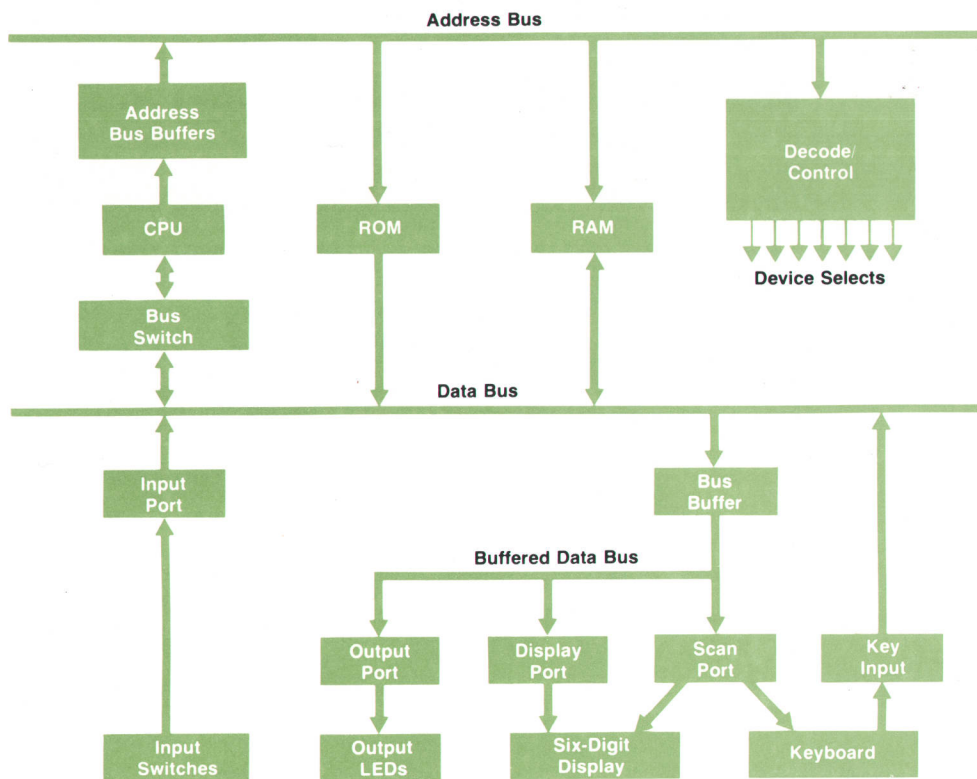 Address Bus
Address
Bus Buffers
Decode/
Control
CPU
ROM
RAM
Device Selects
Bus
Switch
Data Bus
Input
Port
Bus
Buffer
Buffered Data Bus
Output
Port
Display
Port
Scan
Port
Key
Input
Input
Switches
Output
LEDs
Six-Digit
Display
Keyboard